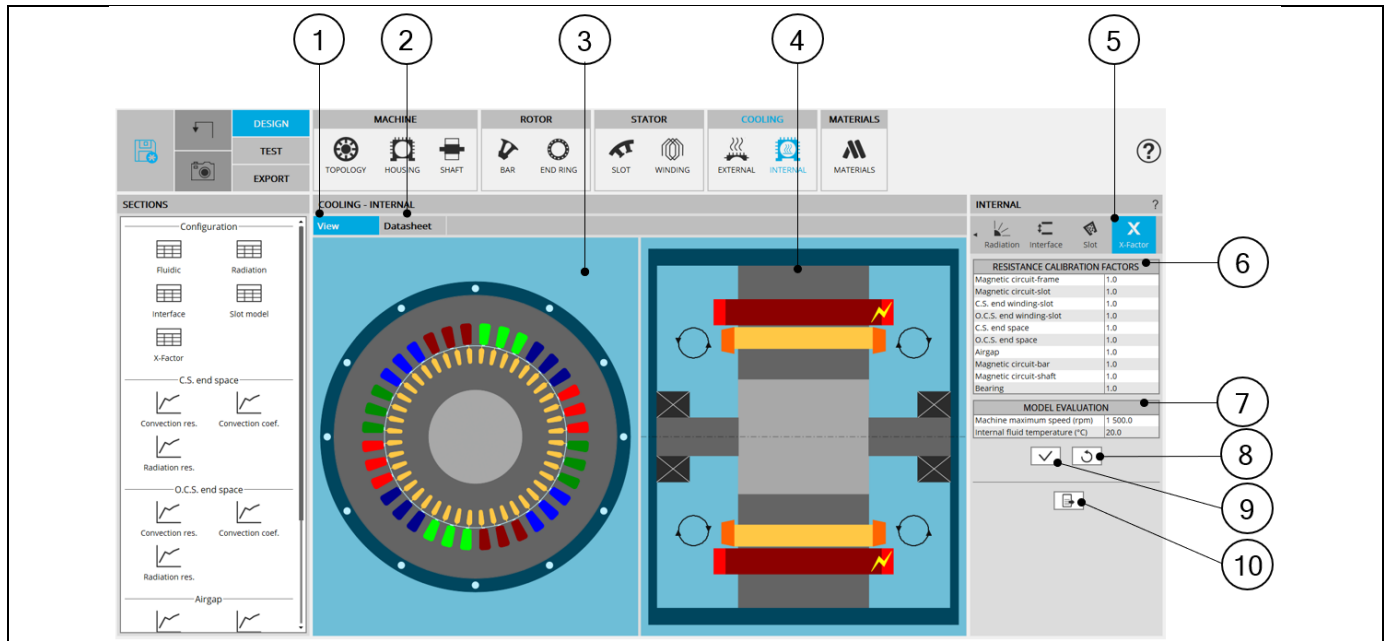 1 2 3 4 5
DESIGN
TEST
EXPORT
MACHINE
TOPOLOGY HOUSING SHAFT
ROTOR
BAR END RING
STATOR
SLOT WINDING
COOLING
EXTERNAL INTERNAL
MATERIALS
MATERIALS
?
SECTIONS
Configuration
Fluidic Radiation
Interface Slot model
X-Factor
C.S. end space
Convection res. Convection coef.
Radiation res.
O.C.S. end space
Convection res. Convection coef.
Radiation res.
Airgap
COOLING - INTERNAL
View Datasheet
INTERNAL ?
Radiation Interface Slot X X-Factor
RESISTANCE CALIBRATION FACTORS
Magnetic circuit-frame 1.0
Magnetic circuit-slot 1.0
C.S. end winding-slot 1.0
O.C.S. end winding-slot 1.0
C.S. end space 1.0
O.C.S. end space 1.0
Airgap 1.0
Magnetic circuit-bar 1.0
Magnetic circuit-shaft 1.0
Bearing 1.0
MODEL EVALUATION
Machine maximum speed (rpm) 1 500.0
Internal fluid temperature (°C) 20.0
6
7
8
9
10